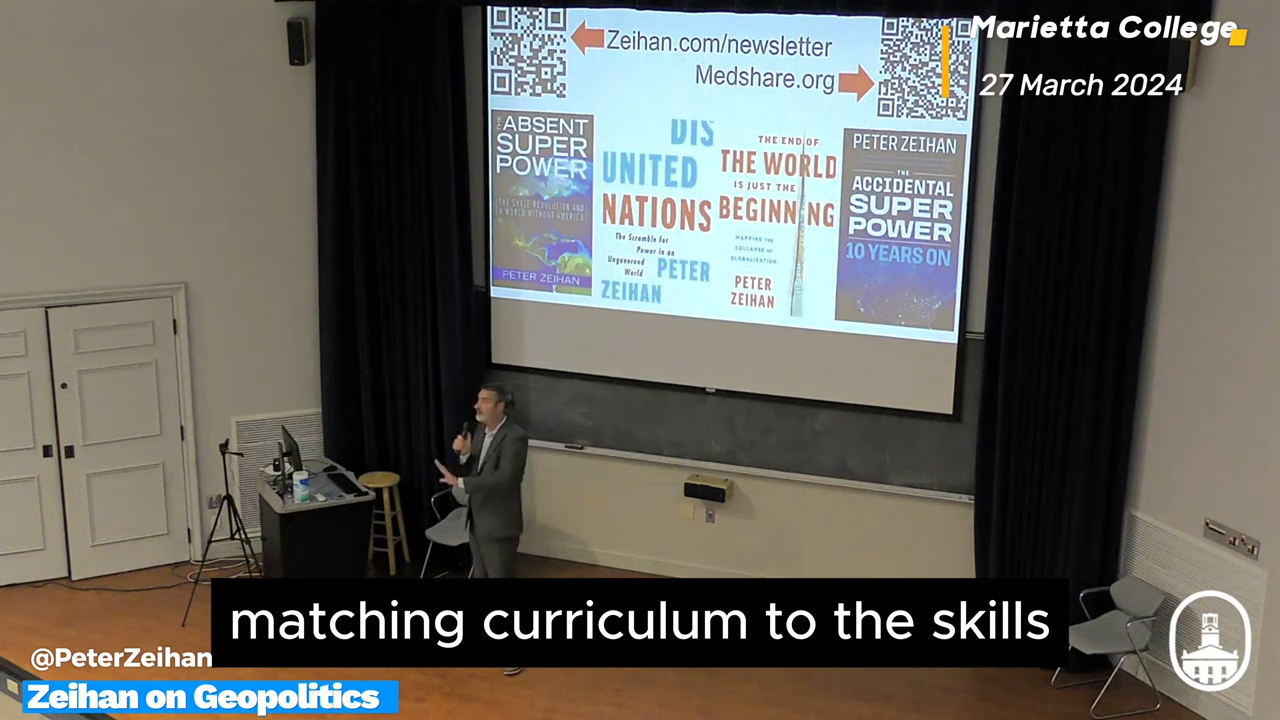 Marietta College
27 March 2024
Zeihan.com/newsletter
Medshare.org
THE
ABSENT
SUPER
POWER
THE SHALE REVOLUTION AND
A WORLD WITHOUT AMERICA
PETER ZEIHAN
DIS
UNITED
NATIONS
The Scramble for
Power in an
Ungoverned
World
PETER
ZEIHAN
THE END OF
THE WORLD
IS JUST THE
BEGINNING
MAPPING THE
COLLAPSE OF
GLOBALIZATION
PETER
ZEIHAN
PETER ZEIHAN
THE
ACCIDENTAL
SUPER
POWER
10 YEARS ON
matching curriculum to the skills
@PeterZeihan
Zeihan on Geopolitics